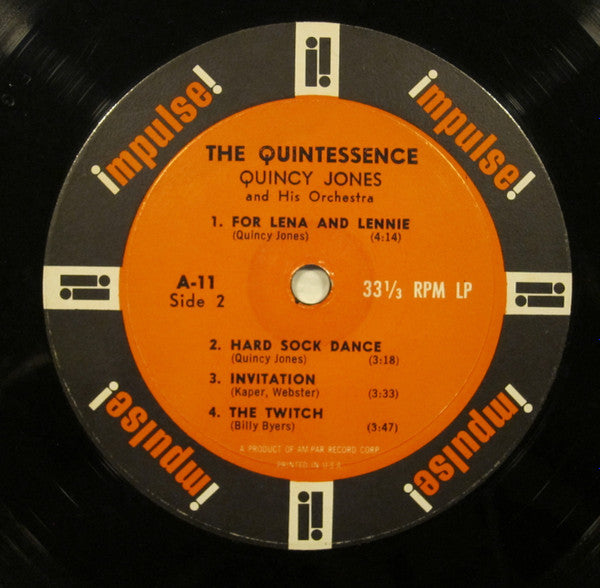 impulse!
impulse!
THE QUINTESSENCE
QUINCY JONES
and His Orchestra
1. FOR LENA AND LENNIE
(Quincy Jones) (4:14)
A-11
Side 2
33 1/3 RPM LP
2. HARD SOCK DANCE
(Quincy Jones) (3:18)
3. INVITATION
(Kaper, Webster) (3:33)
4. THE TWITCH
(Billy Byers) (3:47)
A PRODUCT OF AM-PAR RECORD CORP.
PRINTED IN U.S.A.
impulse!
impulse!